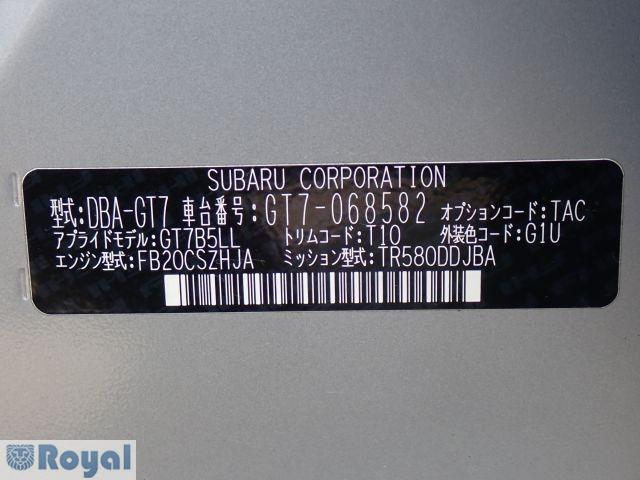 SUBARU CORPORATION
型式:DBA-GT7 車台番号:GT7-068582 オプションコード:TAC
アプライドモデル:GT7B5LL トリムコード:T10 外装色コード:G1U
エンジン型式:FB20CSZHJA ミッション型式:TR580DDJBA
Royal